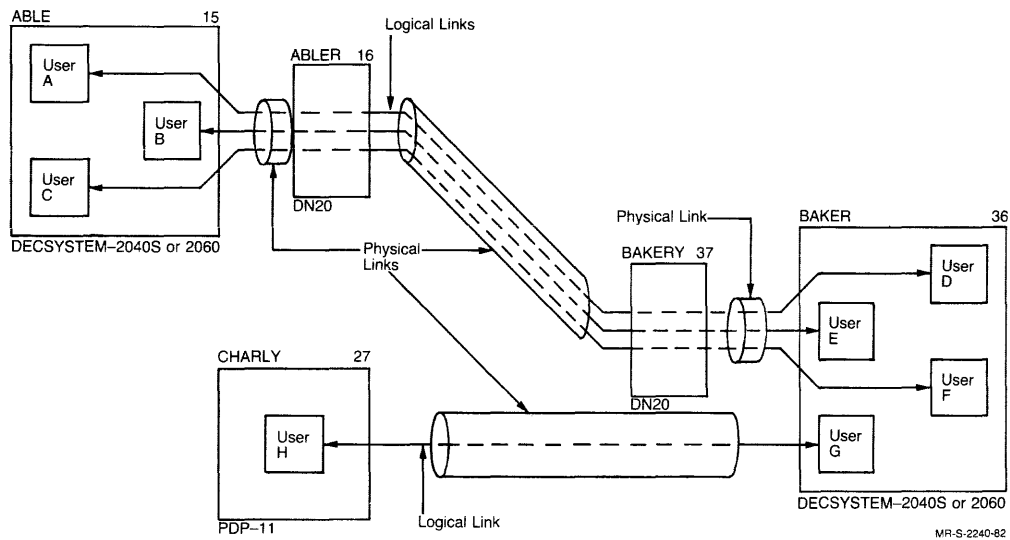 ABLE 15
Logical Links
User
A
ABLER 16
User
B
User
C
DN20
Physical Link
BAKER 36
DECSYSTEM–2040S or 2060
Physical
Links
BAKERY 37
User
D
User
E
CHARLY 27
User
F
DN20
User
H
User
G
Logical Link
PDP–11
DECSYSTEM–2040S or 2060
MR-S-2240-82